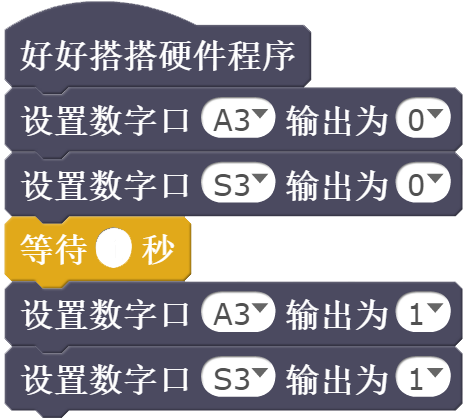 好好搭搭硬件程序
设置数字口 A3 输出为 0
设置数字口 S3 输出为 0
等待 秒
设置数字口 A3 输出为 1
设置数字口 S3 输出为 1